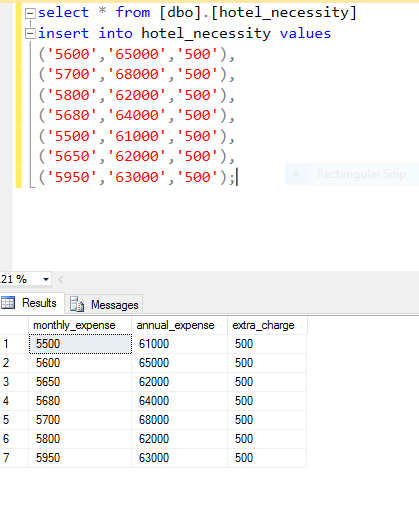 select * from [dbo].[hotel_necessity]
insert into hotel_necessity values
('5600','65000','500'),
('5700','68000','500'),
('5800','62000','500'),
('5680','64000','500'),
('5500','61000','500'),
('5650','62000','500'),
('5950','63000','500');
Rectangular Snip
21 %
Results Messages
monthly_expense annual_expense extra_charge
1 5500 61000 500
2 5600 65000 500
3 5650 62000 500
4 5680 64000 500
5 5700 68000 500
6 5800 62000 500
7 5950 63000 500